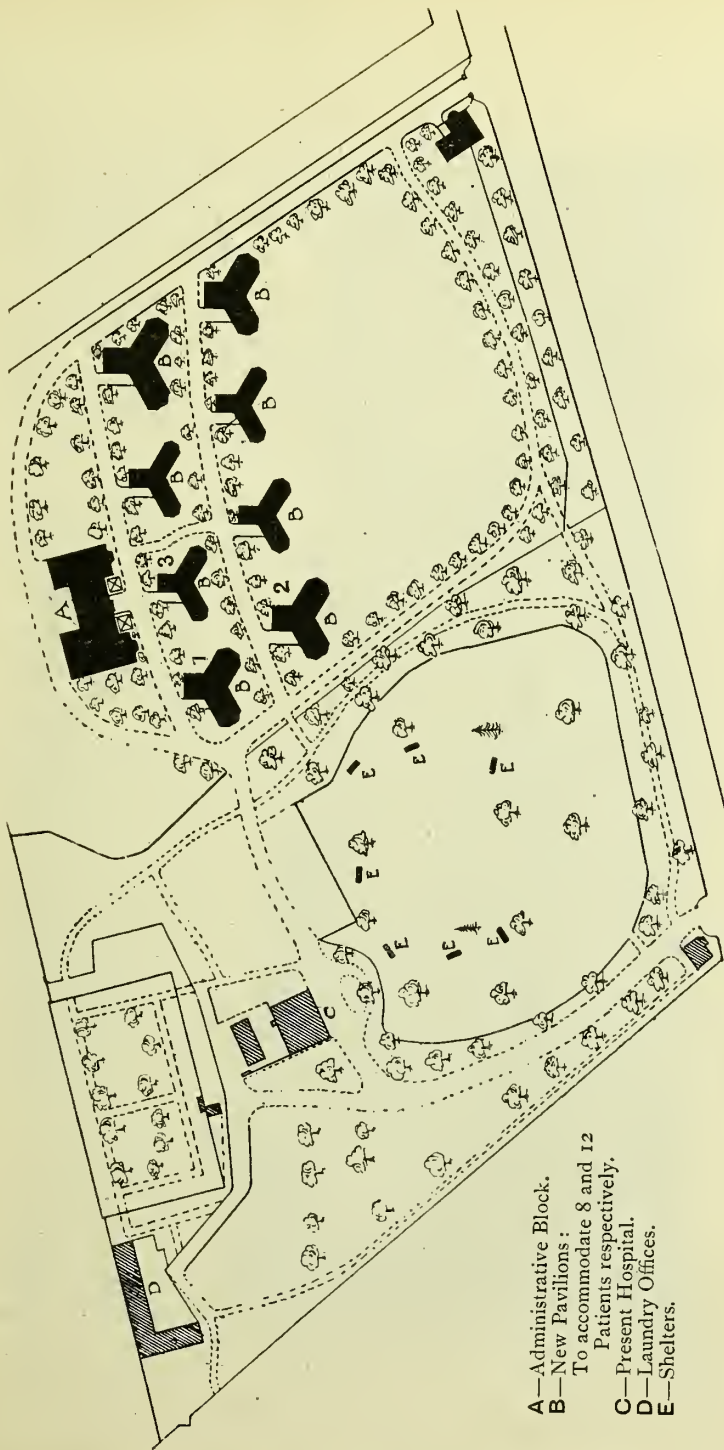 A
B
B
B
B
3
B
B
1
B
2
B
B
E
E
E
E
E
E
E
C
D
A—Administrative Block.
B—New Pavilions :
To accommodate 8 and 12
Patients respectively.
C—Present Hospital.
D—Laundry Offices.
E—Shelters.